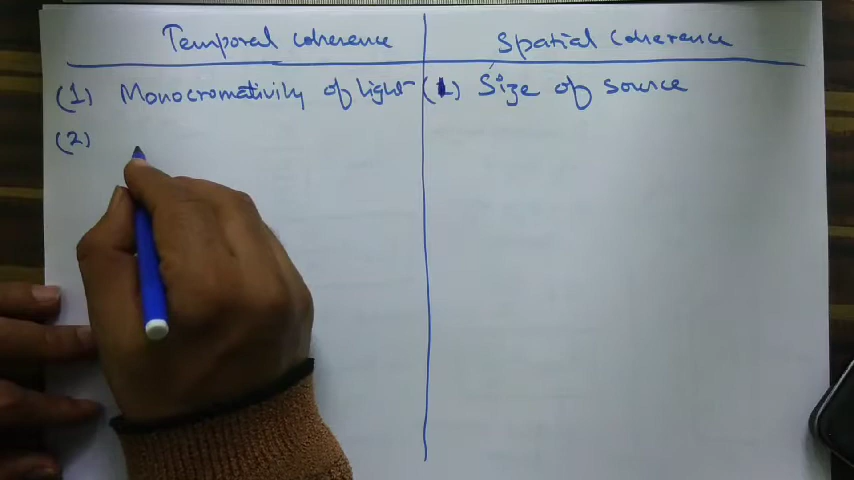 Temporal coherence
Spatial Coherence
(1) Monocromativity of light
(1) Size of source
(2)